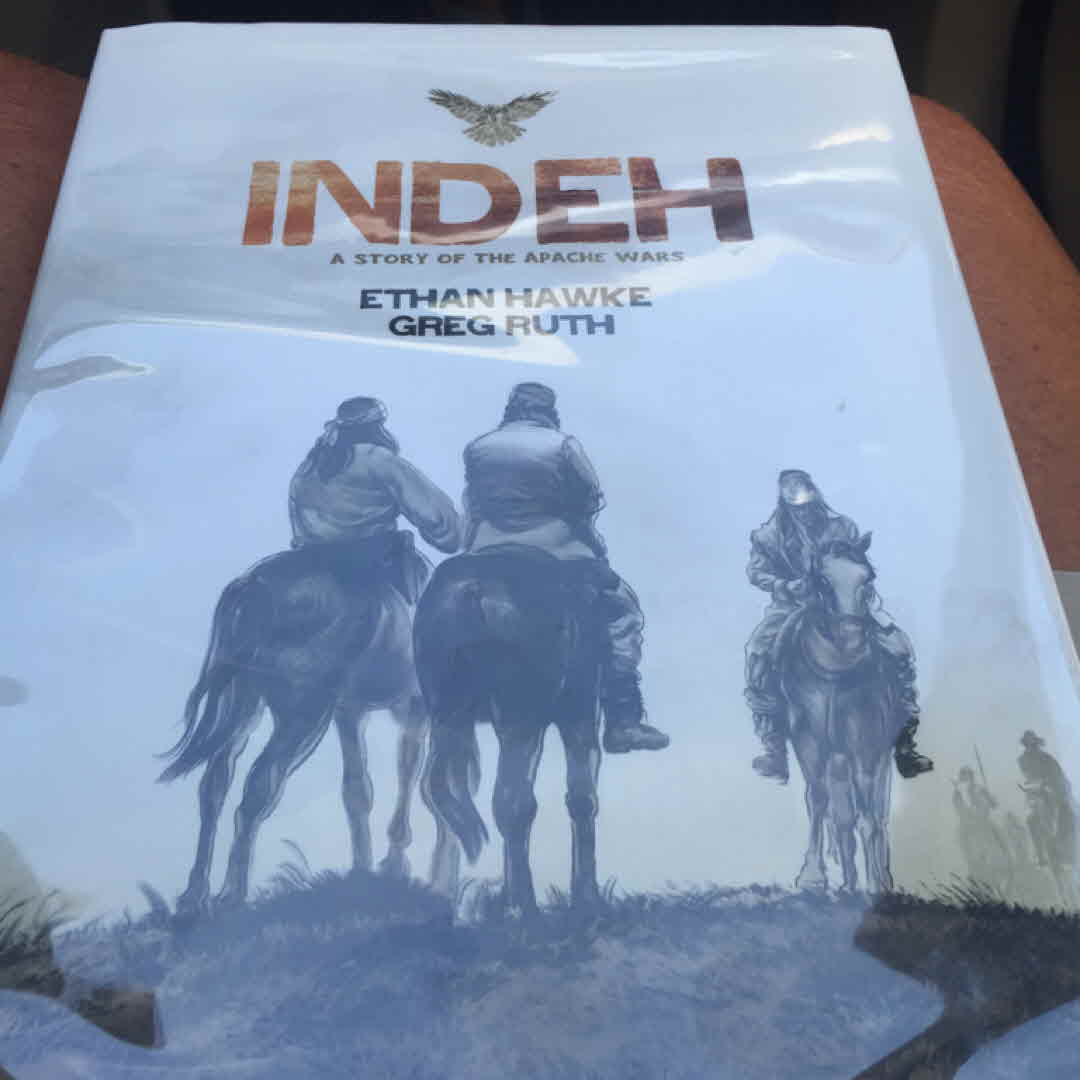 INDEH
A STORY OF THE APACHE WARS
ETHAN HAWKE
GREG RUTH